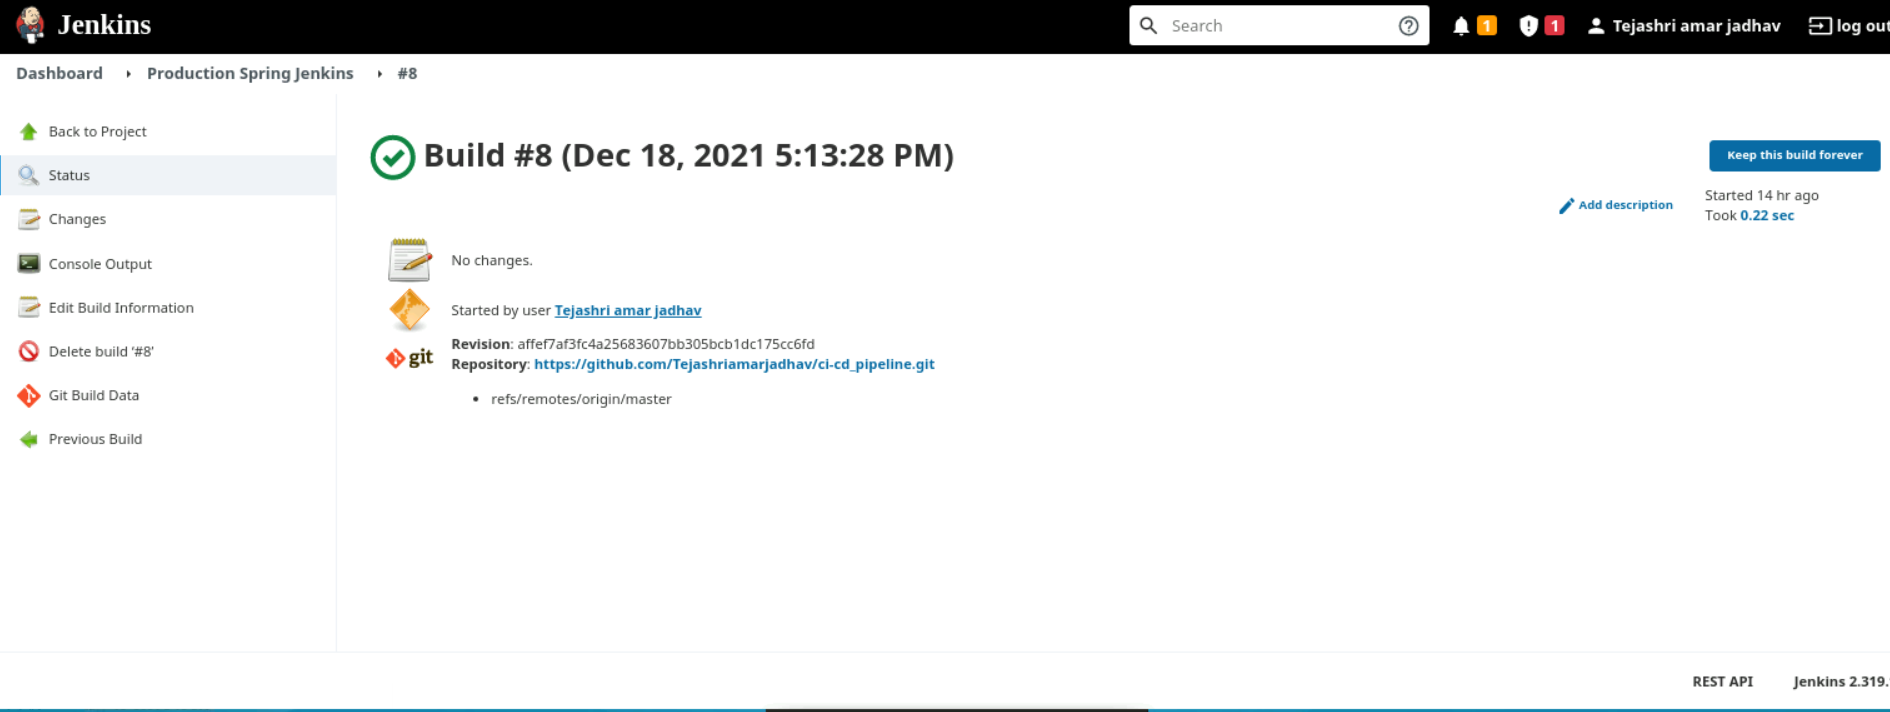 Jenkins
Search
1
1
Tejashri amar jadhav
log out
Dashboard
Production Spring Jenkins
#8
Back to Project
Status
Changes
Console Output
Edit Build Information
Delete build '#8'
Git Build Data
Previous Build
Build #8 (Dec 18, 2021 5:13:28 PM)
Keep this build forever
Add description
Started 14 hr ago
Took 0.22 sec
No changes.
Started by user Tejashri amar jadhav
git
Revision: affef7af3fc4a25683607bb305bcb1dc175cc6fd
Repository: https://github.com/Tejashriamarjadhav/ci-cd_pipeline.git
• refs/remotes/origin/master
REST API
Jenkins 2.319.